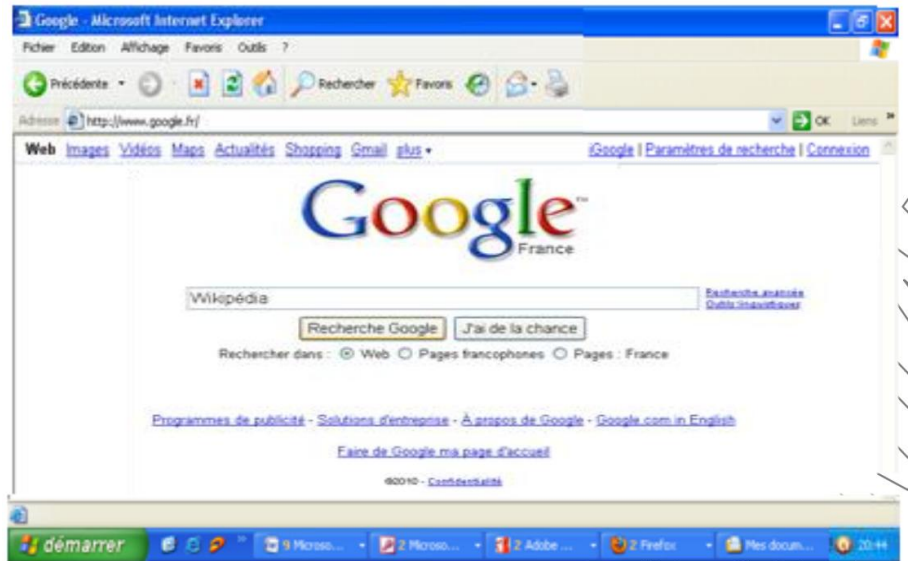 Google - Microsoft Internet Explorer
Fichier Edition Affichage Favoris Outils ?
Précédente Rechercher Favoris
Adresse http://www.google.fr/ OK Liens »
Web Images Vidéos Maps Actualités Shopping Gmail plus iGoogle | Paramètres de recherche | Connexion
Google™
France
Wikipédia Recherche avancée
Outils linguistiques
Recherche Google J'ai de la chance
Rechercher dans : Web Pages francophones Pages : France
Programmes de publicité - Solutions d'entreprise - À propos de Google - Google.com in English
Faire de Google ma page d'accueil
©2010 - Confidentialité
démarrer » 9 Microso... 2 Microso... 2 Adobe ... 2 Firefox Mes docum... 20:44